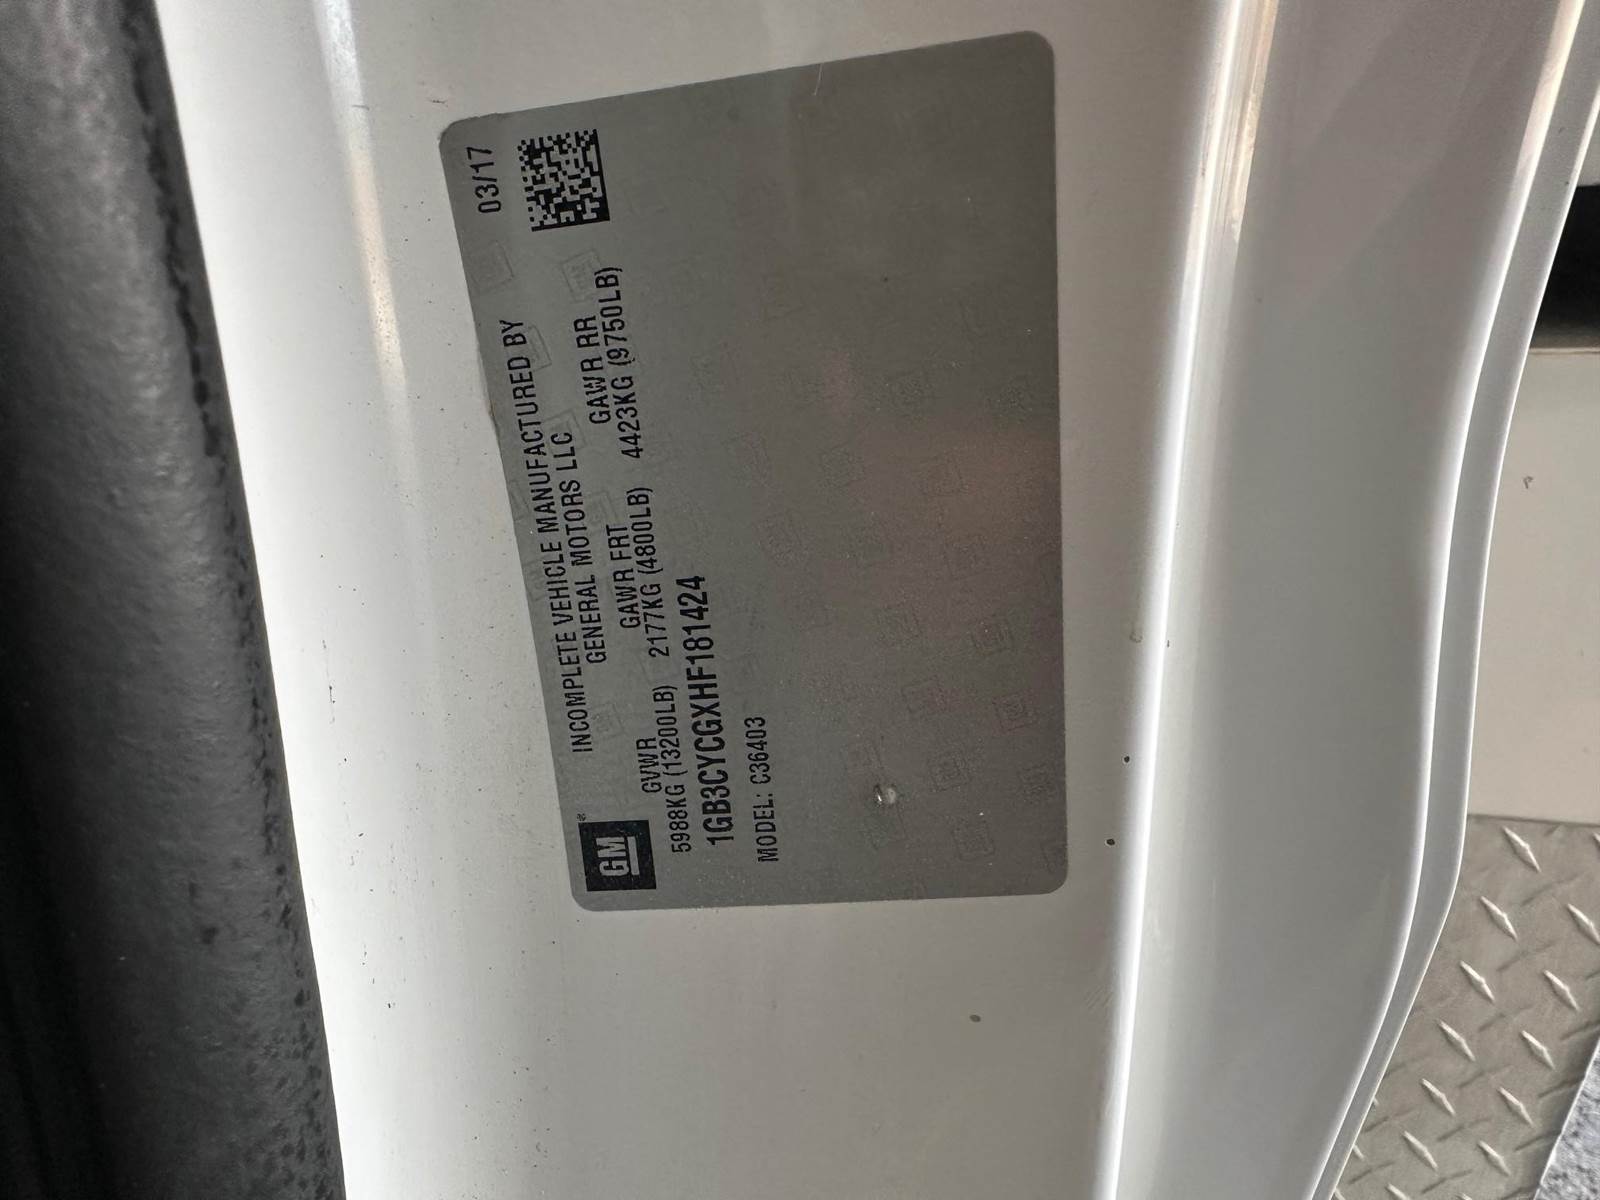 03/17
INCOMPLETE VEHICLE MANUFACTURED BY
GENERAL MOTORS LLC
GM
GVWR GAWR FRT GAWR RR
5988KG (13200LB) 2177KG (4800LB) 4423KG (9750LB)
1GB3CYCGXHF181424
MODEL: C36403